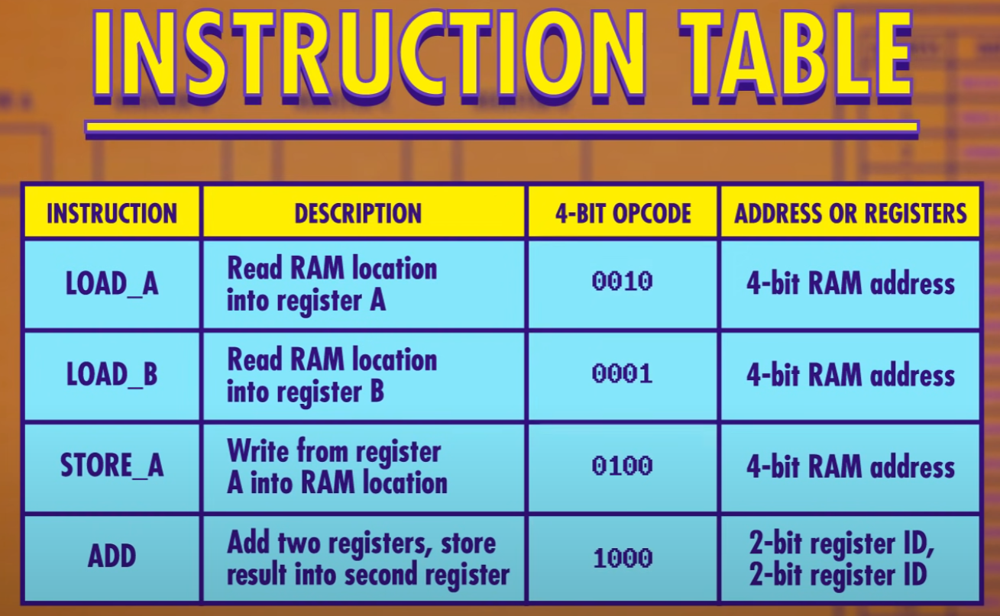 INSTRUCTION TABLE
INSTRUCTION DESCRIPTION 4-BIT OPCODE ADDRESS OR REGISTERS
LOAD_A
Read RAM location
into register A
0010
4-bit RAM address
LOAD_B
Read RAM location
into register B
0001
4-bit RAM address
STORE_A
Write from register
A into RAM location
0100
4-bit RAM address
ADD
Add two registers, store
result into second register
1000
2-bit register ID,
2-bit register ID